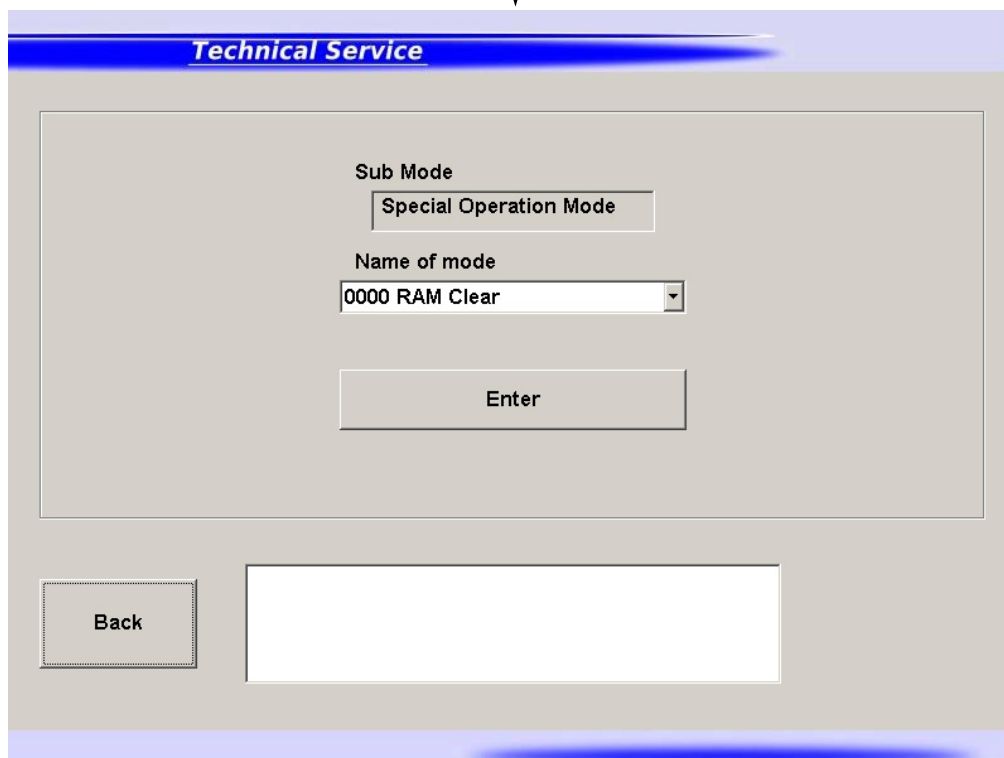 Technical Service
Sub Mode
Special Operation Mode
Name of mode
0000 RAM Clear
Enter
Back